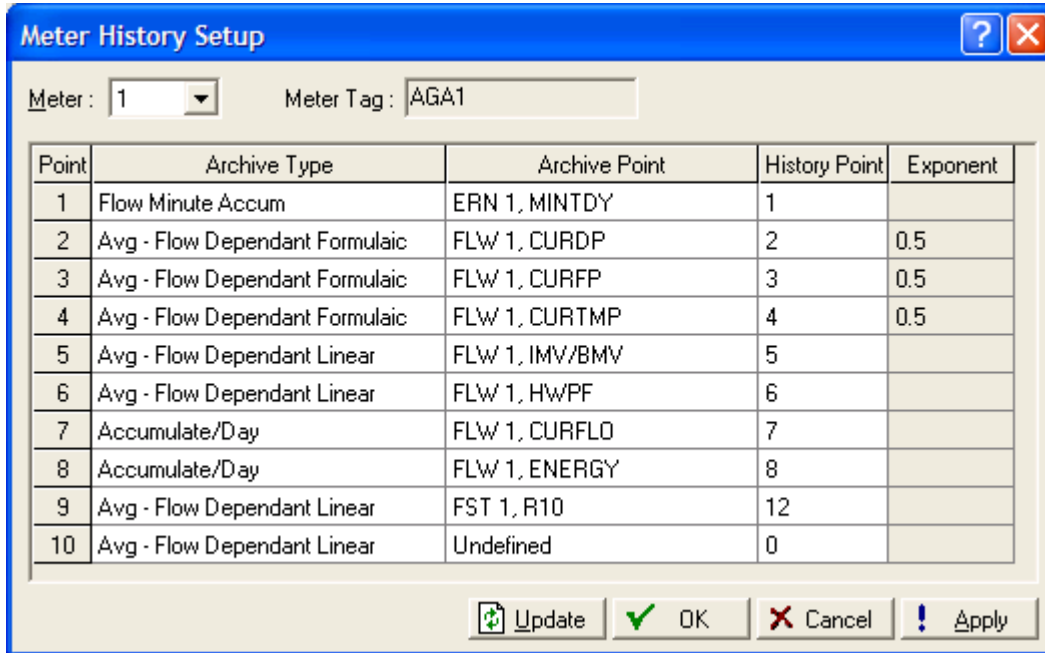 Meter History Setup
Meter : 1 Meter Tag : AGA1
Point Archive Type Archive Point History Point Exponent
1 Flow Minute Accum ERN 1, MINTDY 1
2 Avg - Flow Dependant Formulaic FLW 1, CURDP 2 0.5
3 Avg - Flow Dependant Formulaic FLW 1, CURFP 3 0.5
4 Avg - Flow Dependant Formulaic FLW 1, CURTMP 4 0.5
5 Avg - Flow Dependant Linear FLW 1, IMV/BMV 5
6 Avg - Flow Dependant Linear FLW 1, HWPF 6
7 Accumulate/Day FLW 1, CURFLO 7
8 Accumulate/Day FLW 1, ENERGY 8
9 Avg - Flow Dependant Linear FST 1, R10 12
10 Avg - Flow Dependant Linear Undefined 0
Update OK Cancel ! Apply